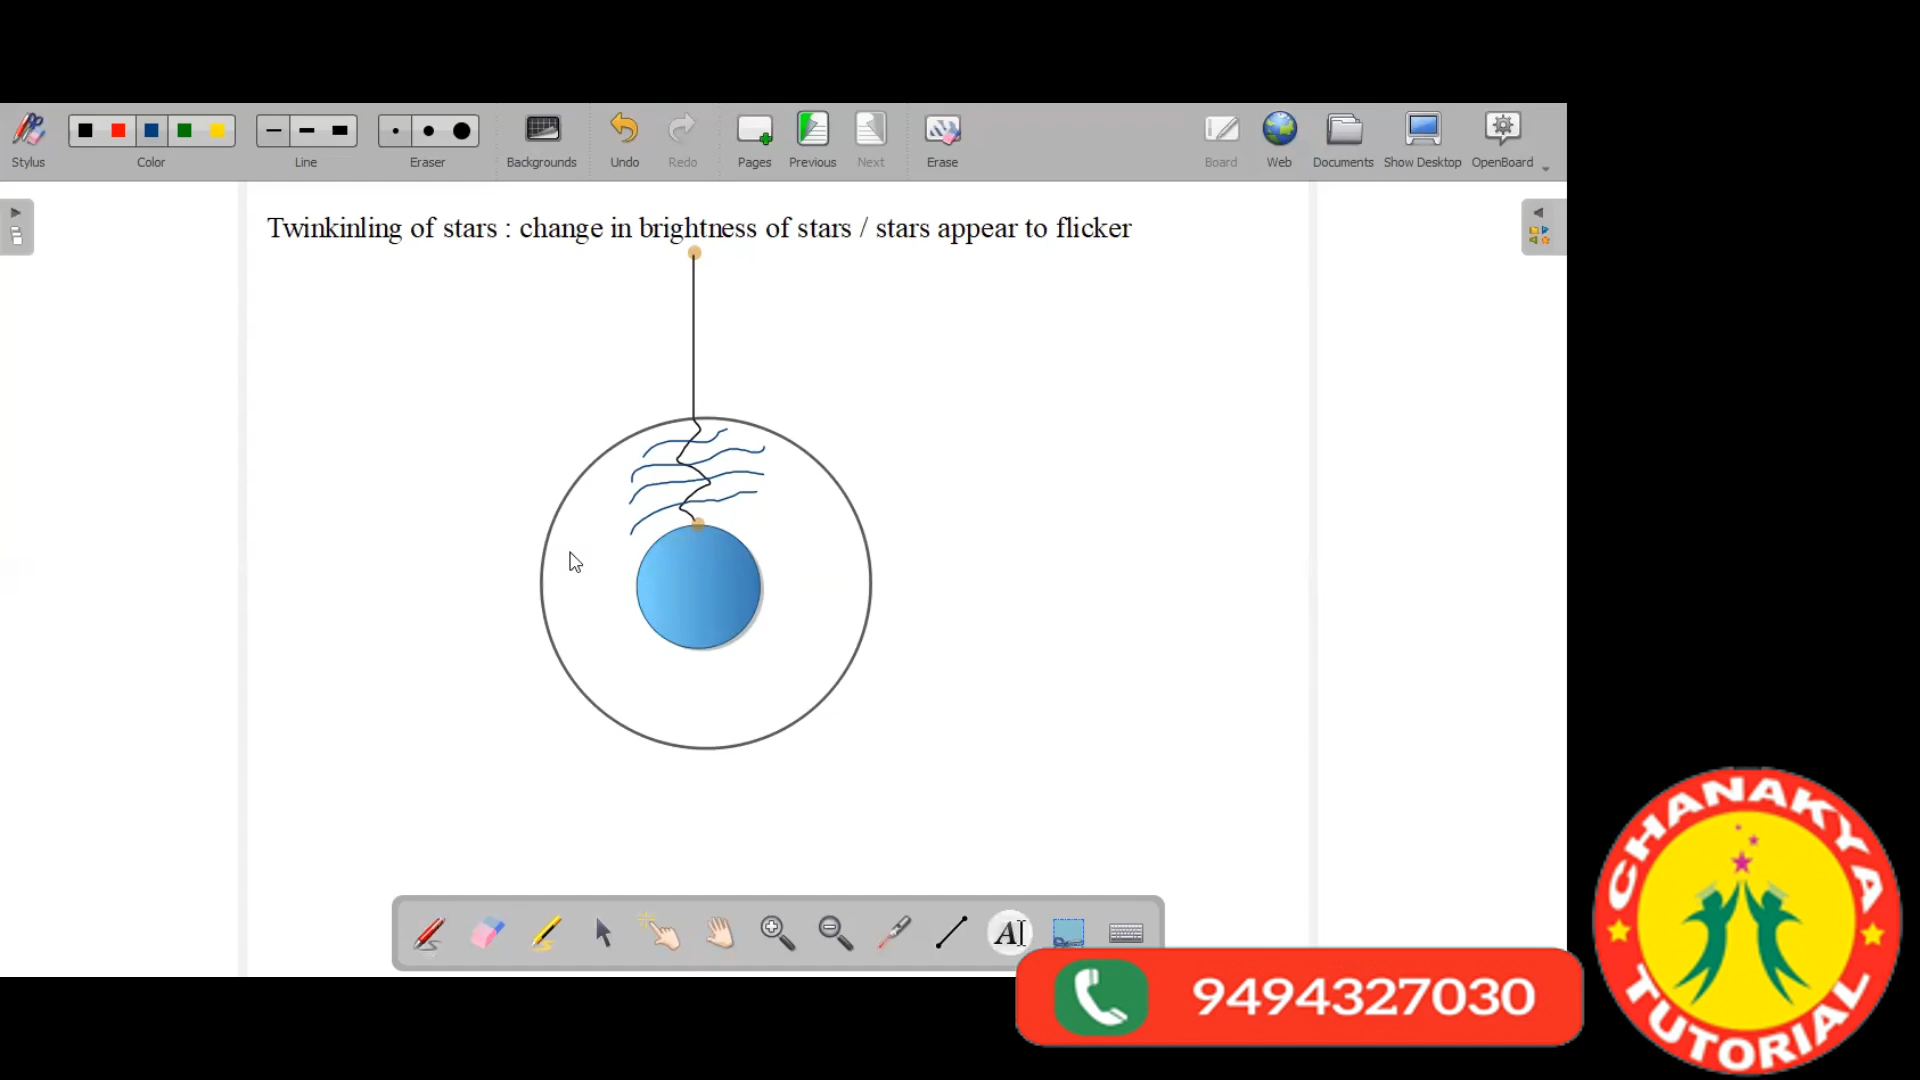 Stylus
Color
Line
Eraser
Backgrounds
Undo
Redo
Pages
Previous
Next
Erase
Board
Web
Documents
Show Desktop
OpenBoard
Twinkinling of stars : change in brightness of stars / stars appear to flicker
AI
9494327030
CHANAKYA
TUTORIAL